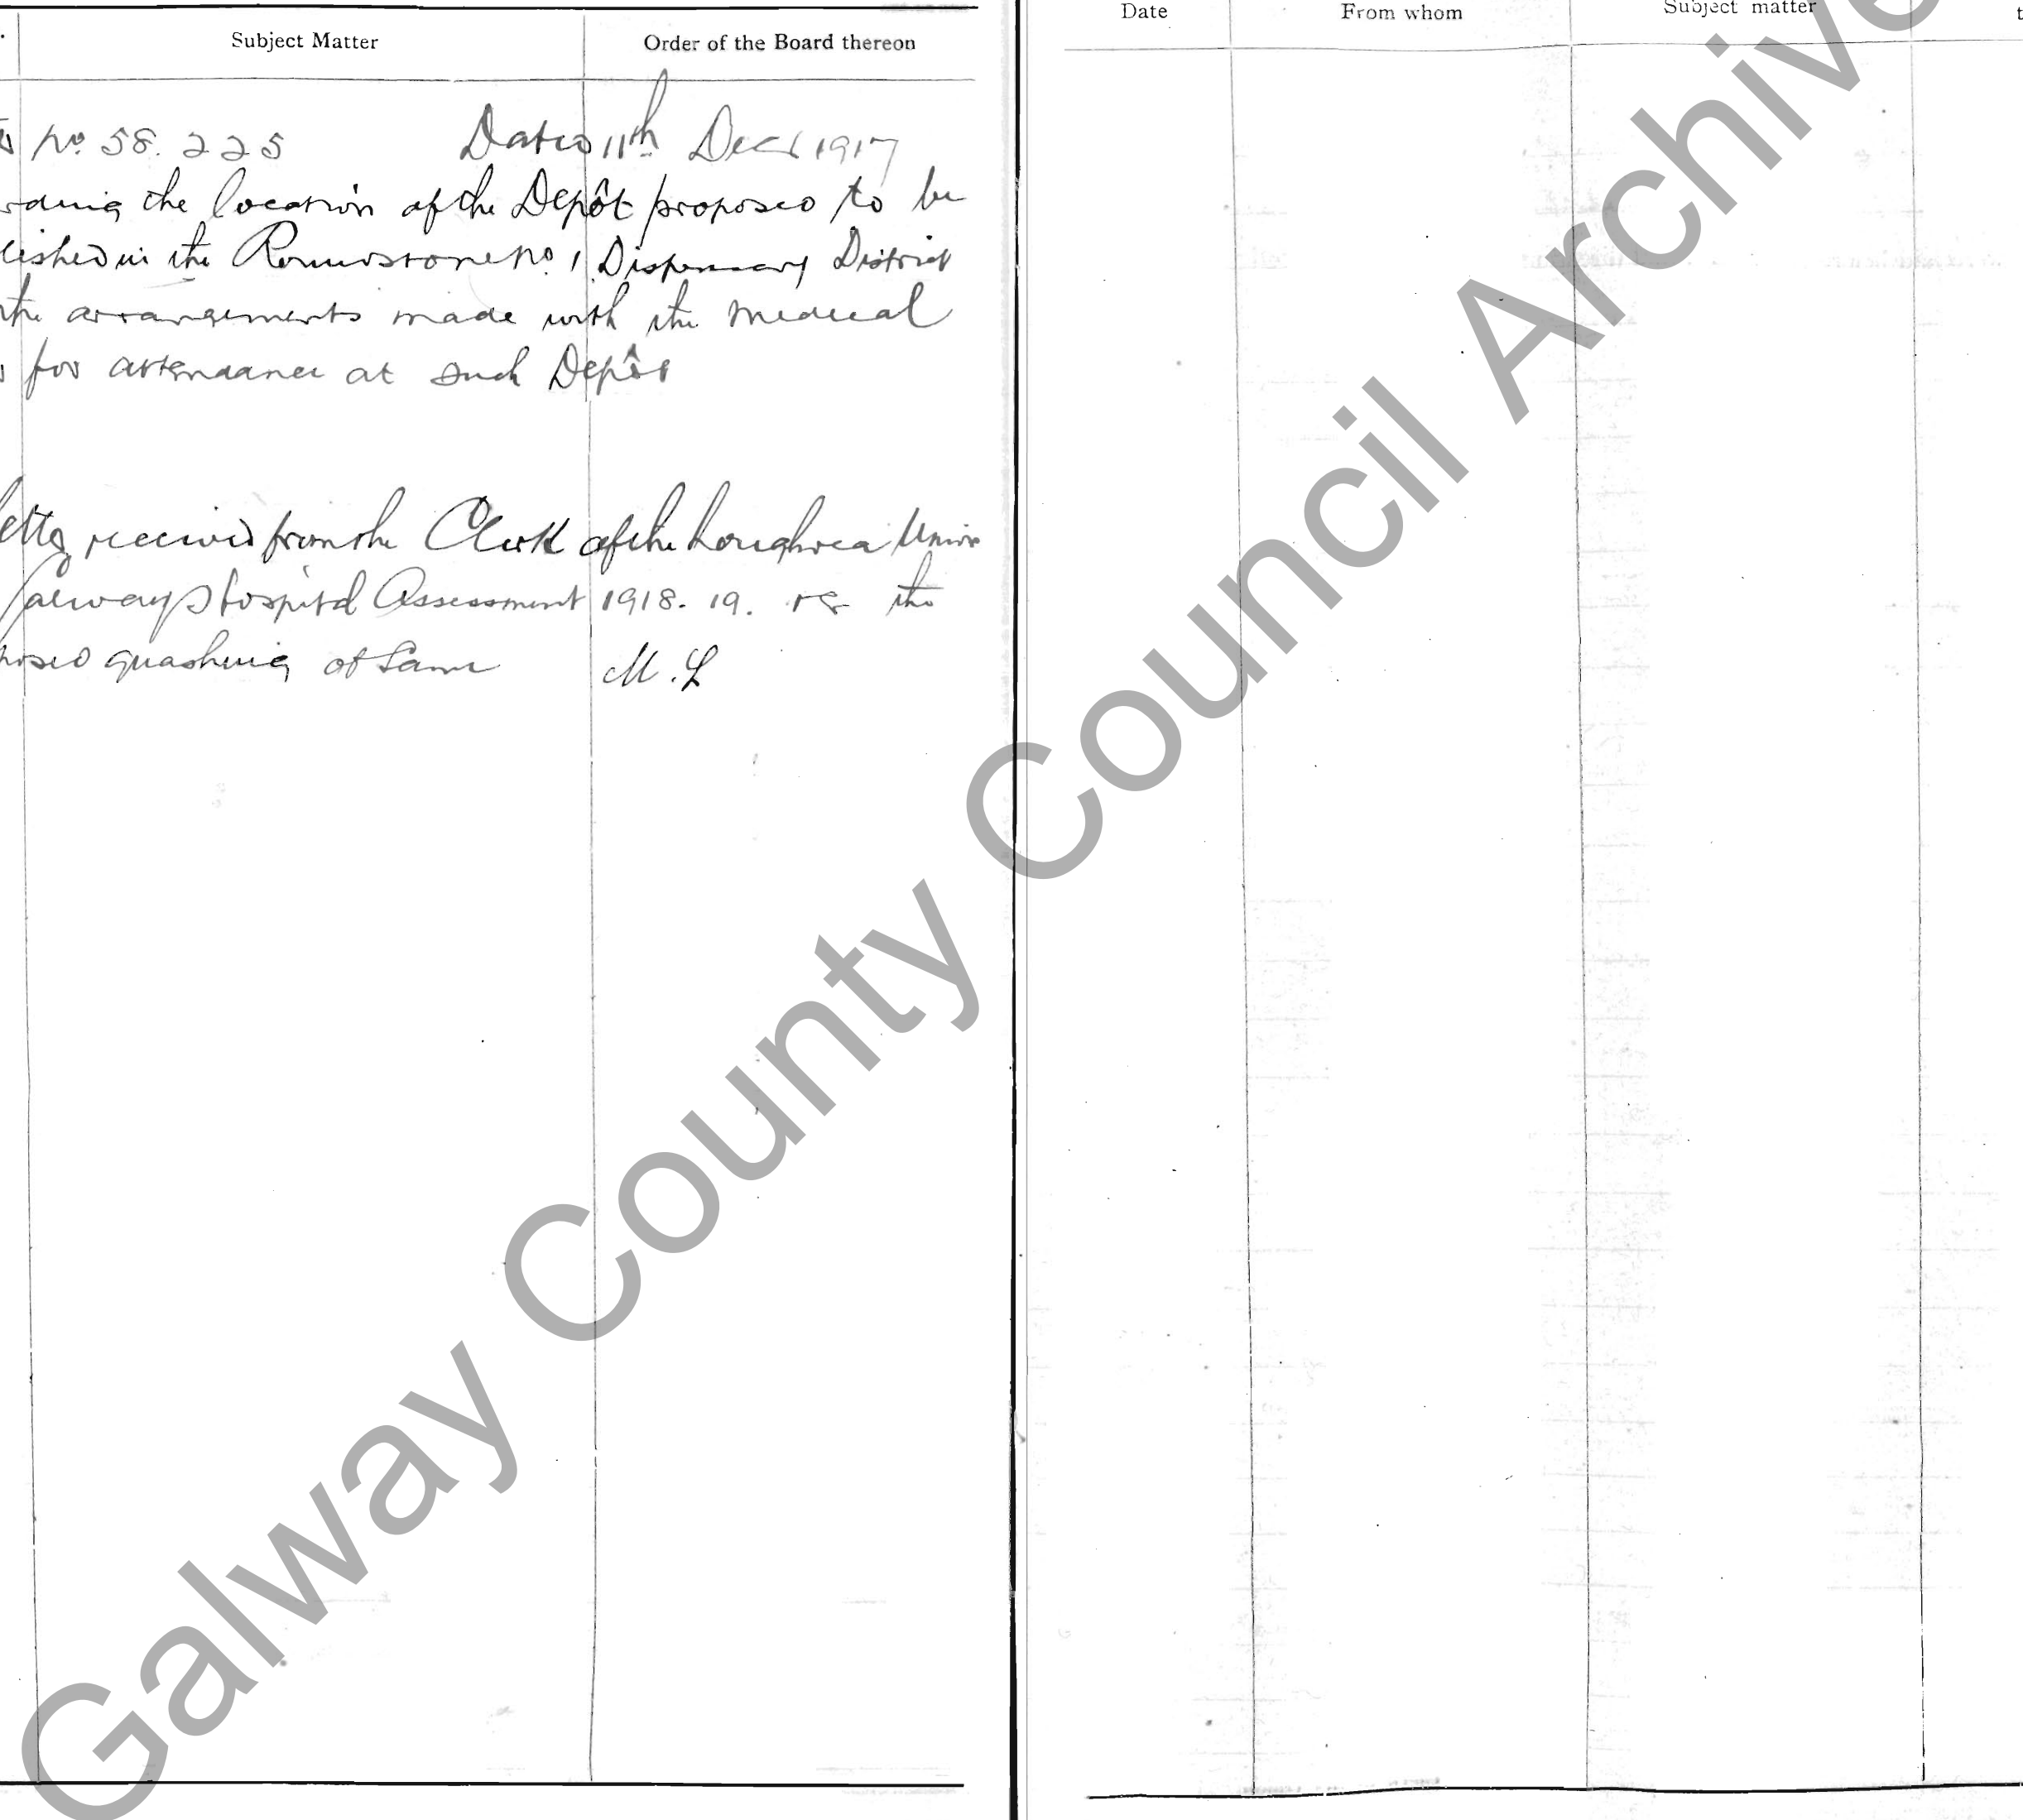 Subject Matter Order of the Board thereon
No. 58.225 Dated 11th Decr 1917
the location of the Depôt proposed to be
in the No. 1 Dispensary District
the arrangements made with the Medical
for attendance at such Depôt
received from the Clerk of the Loughrea Union
Galway Hospital Assessment 1918.19. re the
quashing of same M.L
Date From whom Subject matter
Galway County Council Archive